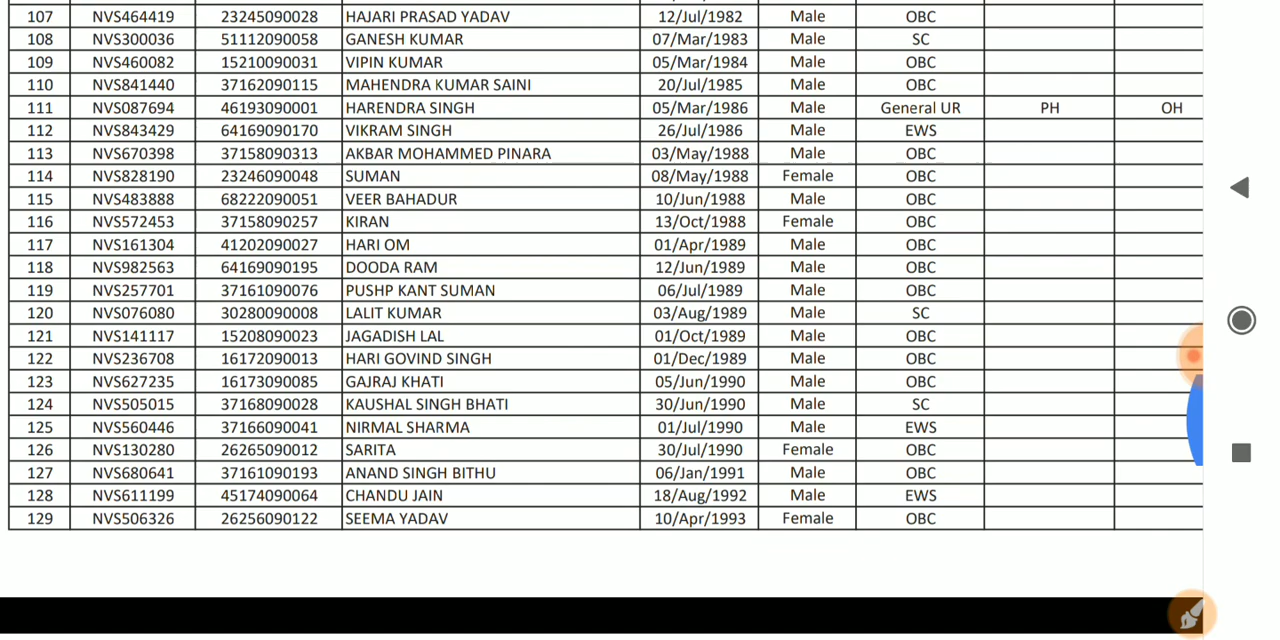 107 NVS464419 23245090028 HAJARI PRASAD YADAV 12/Jul/1982 Male OBC
108 NVS300036 51112090058 GANESH KUMAR 07/Mar/1983 Male SC
109 NVS460082 15210090031 VIPIN KUMAR 05/Mar/1984 Male OBC
110 NVS841440 37162090115 MAHENDRA KUMAR SAINI 20/Jul/1985 Male OBC
111 NVS087694 46193090001 HARENDRA SINGH 05/Mar/1986 Male General UR PH OH
112 NVS843429 64169090170 VIKRAM SINGH 26/Jul/1986 Male EWS
113 NVS670398 37158090313 AKBAR MOHAMMED PINARA 03/May/1988 Male OBC
114 NVS828190 23246090048 SUMAN 08/May/1988 Female OBC
115 NVS483888 68222090051 VEER BAHADUR 10/Jun/1988 Male OBC
116 NVS572453 37158090257 KIRAN 13/Oct/1988 Female OBC
117 NVS161304 41202090027 HARI OM 01/Apr/1989 Male OBC
118 NVS982563 64169090195 DOODA RAM 12/Jun/1989 Male OBC
119 NVS257701 37161090076 PUSHP KANT SUMAN 06/Jul/1989 Male OBC
120 NVS076080 30280090008 LALIT KUMAR 03/Aug/1989 Male SC
121 NVS141117 15208090023 JAGADISH LAL 01/Oct/1989 Male OBC
122 NVS236708 16172090013 HARI GOVIND SINGH 01/Dec/1989 Male OBC
123 NVS627235 16173090085 GAJRAJ KHATI 05/Jun/1990 Male OBC
124 NVS505015 37168090028 KAUSHAL SINGH BHATI 30/Jun/1990 Male SC
125 NVS560446 37166090041 NIRMAL SHARMA 01/Jul/1990 Male EWS
126 NVS130280 26265090012 SARITA 30/Jul/1990 Female OBC
127 NVS680641 37161090193 ANAND SINGH BITHU 06/Jan/1991 Male OBC
128 NVS611199 45174090064 CHANDU JAIN 18/Aug/1992 Male EWS
129 NVS506326 26256090122 SEEMA YADAV 10/Apr/1993 Female OBC